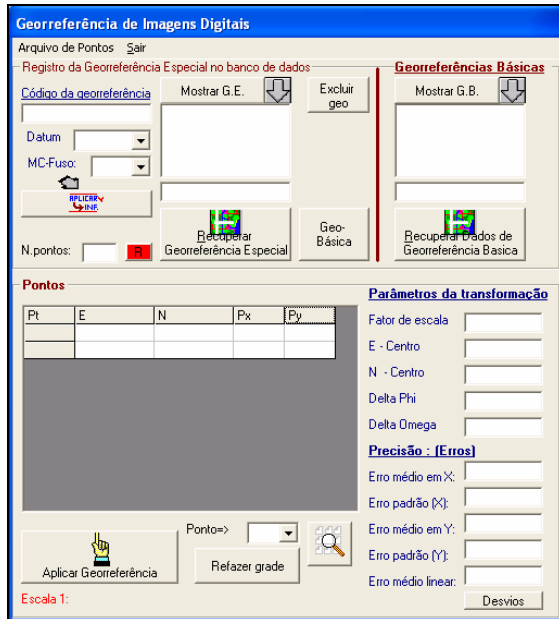 Georreferência de Imagens Digitais
Arquivo de Pontos Sair
Registro da Georreferência Especial no banco de dados
Código da georreferência
Datum
MC-Fuso:
APLICAR
INF.
N.pontos:
R
Mostrar G.E.
Excluir
geo
Recuperar
Georreferência Especial
Geo-
Básica
Georreferências Básicas
Mostrar G.B.
Recuperar Dados de
Georreferência Basica
Pontos
Pt E N Px Py
Ponto=>
Aplicar Georreferência
Refazer grade
Escala 1:
Parâmetros da transformação
Fator de escala
E - Centro
N - Centro
Delta Phi
Delta Omega
Precisão : (Erros)
Erro médio em X:
Erro padrão (X):
Erro médio em Y:
Erro padrão (Y):
Erro médio linear:
Desvios